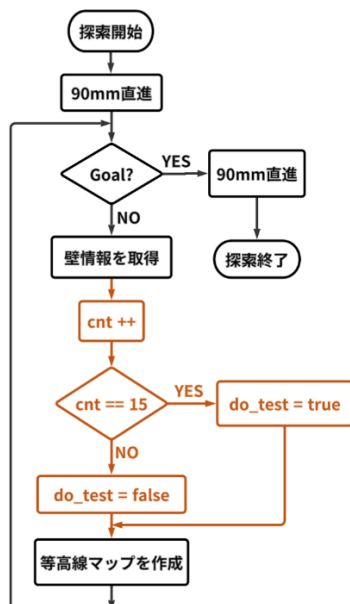 探索開始
90mm直進
Goal?
YES
90mm直進
NO
壁情報を取得
探索終了
cnt ++
cnt == 15
YES
do_test = true
NO
do_test = false
等高線マップを作成